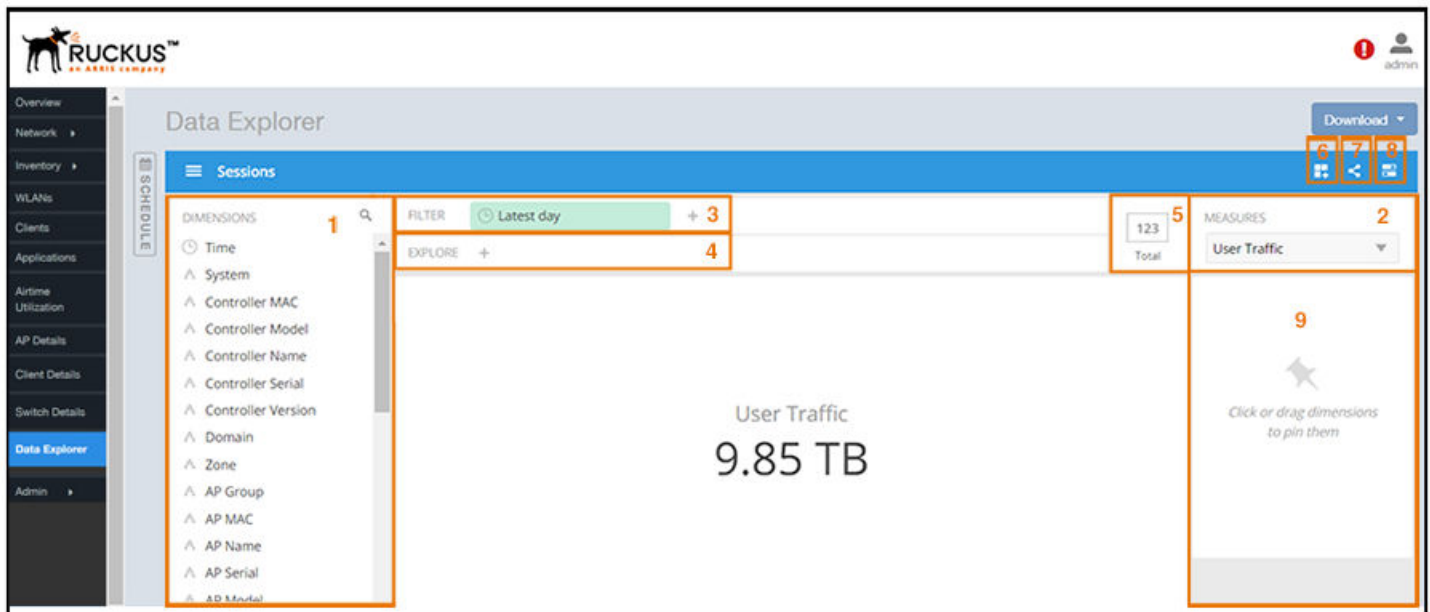 RUCKUS™
an ARRIS company
admin
Overview
Network
Inventory
WLANs
Clients
Applications
Airtime
Utilization
AP Details
Client Details
Switch Details
Data Explorer
Admin
SCHEDULE
Data Explorer
Download
Sessions
6 7 8
DIMENSIONS 1
Time
System
Controller MAC
Controller Model
Controller Name
Controller Serial
Controller Version
Domain
Zone
AP Group
AP MAC
AP Name
AP Serial
AP Model
FILTER Latest day + 3
EXPLORE + 4
5
123
Total
MEASURES 2
User Traffic
User Traffic
9.85 TB
9
Click or drag dimensions
to pin them